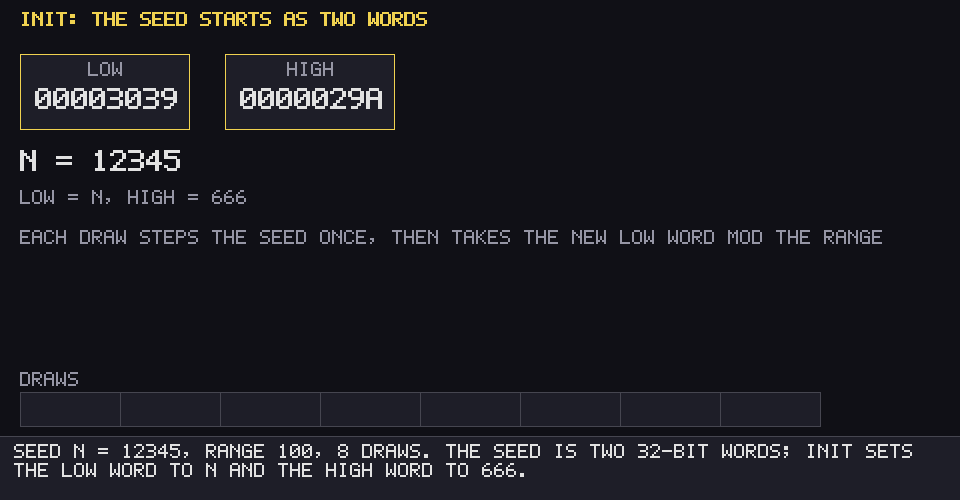 INIT: THE SEED STARTS AS TWO WORDS
LOW
00003039
HIGH
0000029A
N = 12345
LOW = N, HIGH = 666
EACH DRAW STEPS THE SEED ONCE, THEN TAKES THE NEW LOW WORD MOD THE RANGE
DRAWS
SEED N = 12345, RANGE 100, 8 DRAWS. THE SEED IS TWO 32-BIT WORDS; INIT SETS
THE LOW WORD TO N AND THE HIGH WORD TO 666.